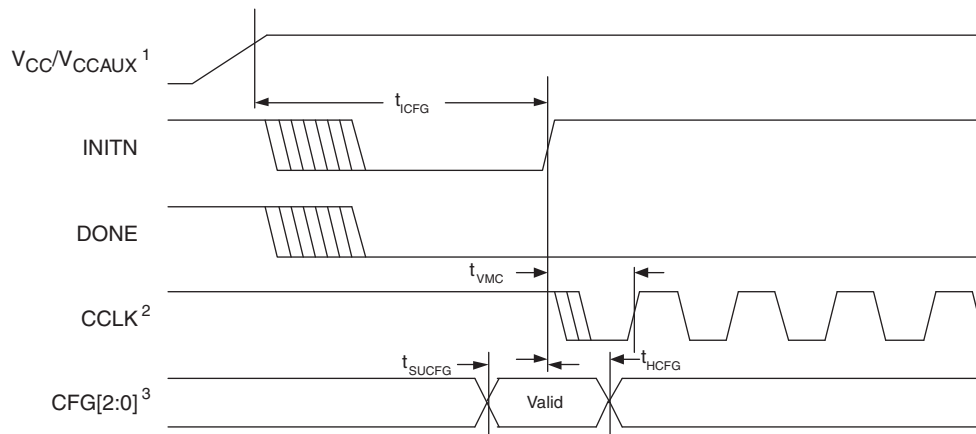 VCC/VCCAUX 1
tICFG
INITN
DONE
tVMC
CCLK 2
tSUCFG
tHCFG
CFG[2:0] 3
Valid